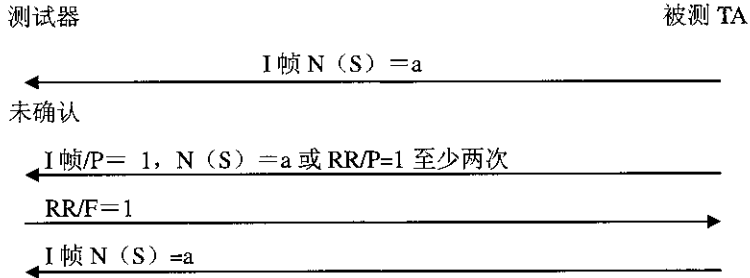 测试器 被测 TA
I 帧 N（S）＝a
未确认
I 帧/P＝ 1，N（S）＝a 或 RR/P=1 至少两次
RR/F＝1
I 帧 N（S）=a